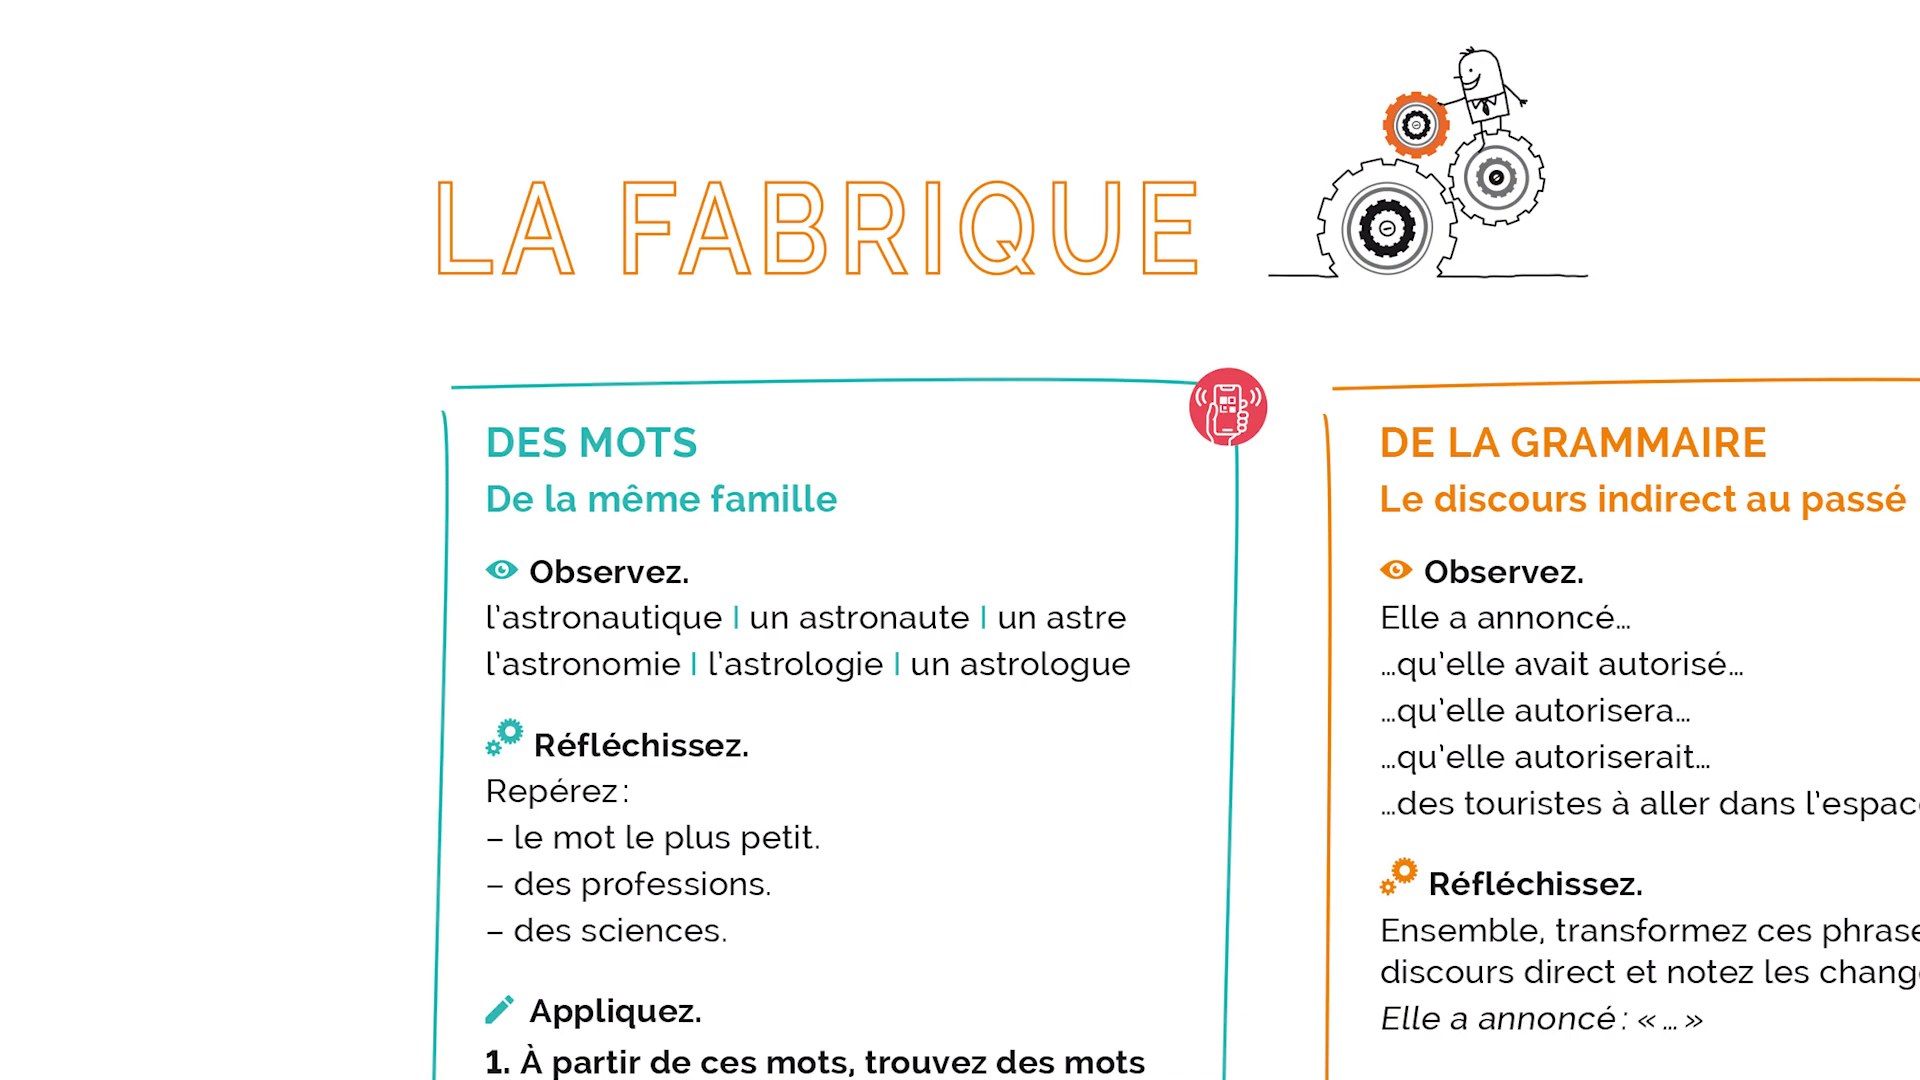 LA FABRIQUE
DES MOTS
De la même famille
Observez.
l'astronautique | un astronaute | un astre
l'astronomie | l'astrologie | un astrologue
Réfléchissez.
Repérez :
– le mot le plus petit.
– des professions.
– des sciences.
Appliquez.
1. À partir de ces mots, trouvez des mots
DE LA GRAMMAIRE
Le discours indirect au passé
Observez.
Elle a annoncé…
…qu'elle avait autorisé…
…qu'elle autorisera…
…qu'elle autoriserait…
…des touristes à aller dans l'espac
Réfléchissez.
Ensemble, transformez ces phrase
discours direct et notez les chang
Elle a annoncé : « … »